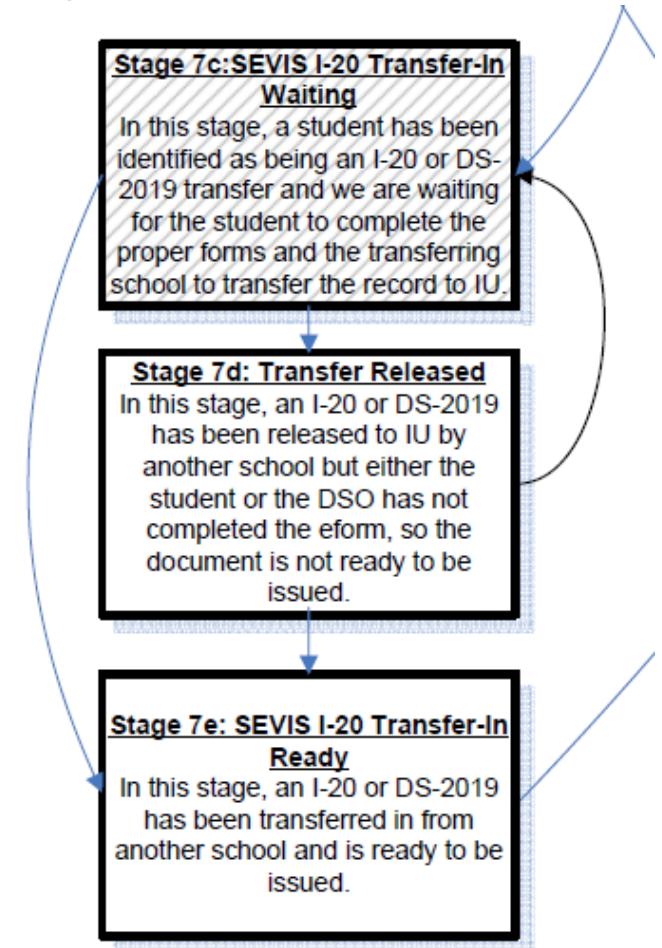 Stage 7c:SEVIS I-20 Transfer-In
Waiting
In this stage, a student has been
identified as being an I-20 or DS-
2019 transfer and we are waiting
for the student to complete the
proper forms and the transferring
school to transfer the record to IU.
Stage 7d: Transfer Released
In this stage, an I-20 or DS-2019
has been released to IU by
another school but either the
student or the DSO has not
completed the eform, so the
document is not ready to be
issued.
Stage 7e: SEVIS I-20 Transfer-In
Ready
In this stage, an I-20 or DS-2019
has been transferred in from
another school and is ready to be
issued.